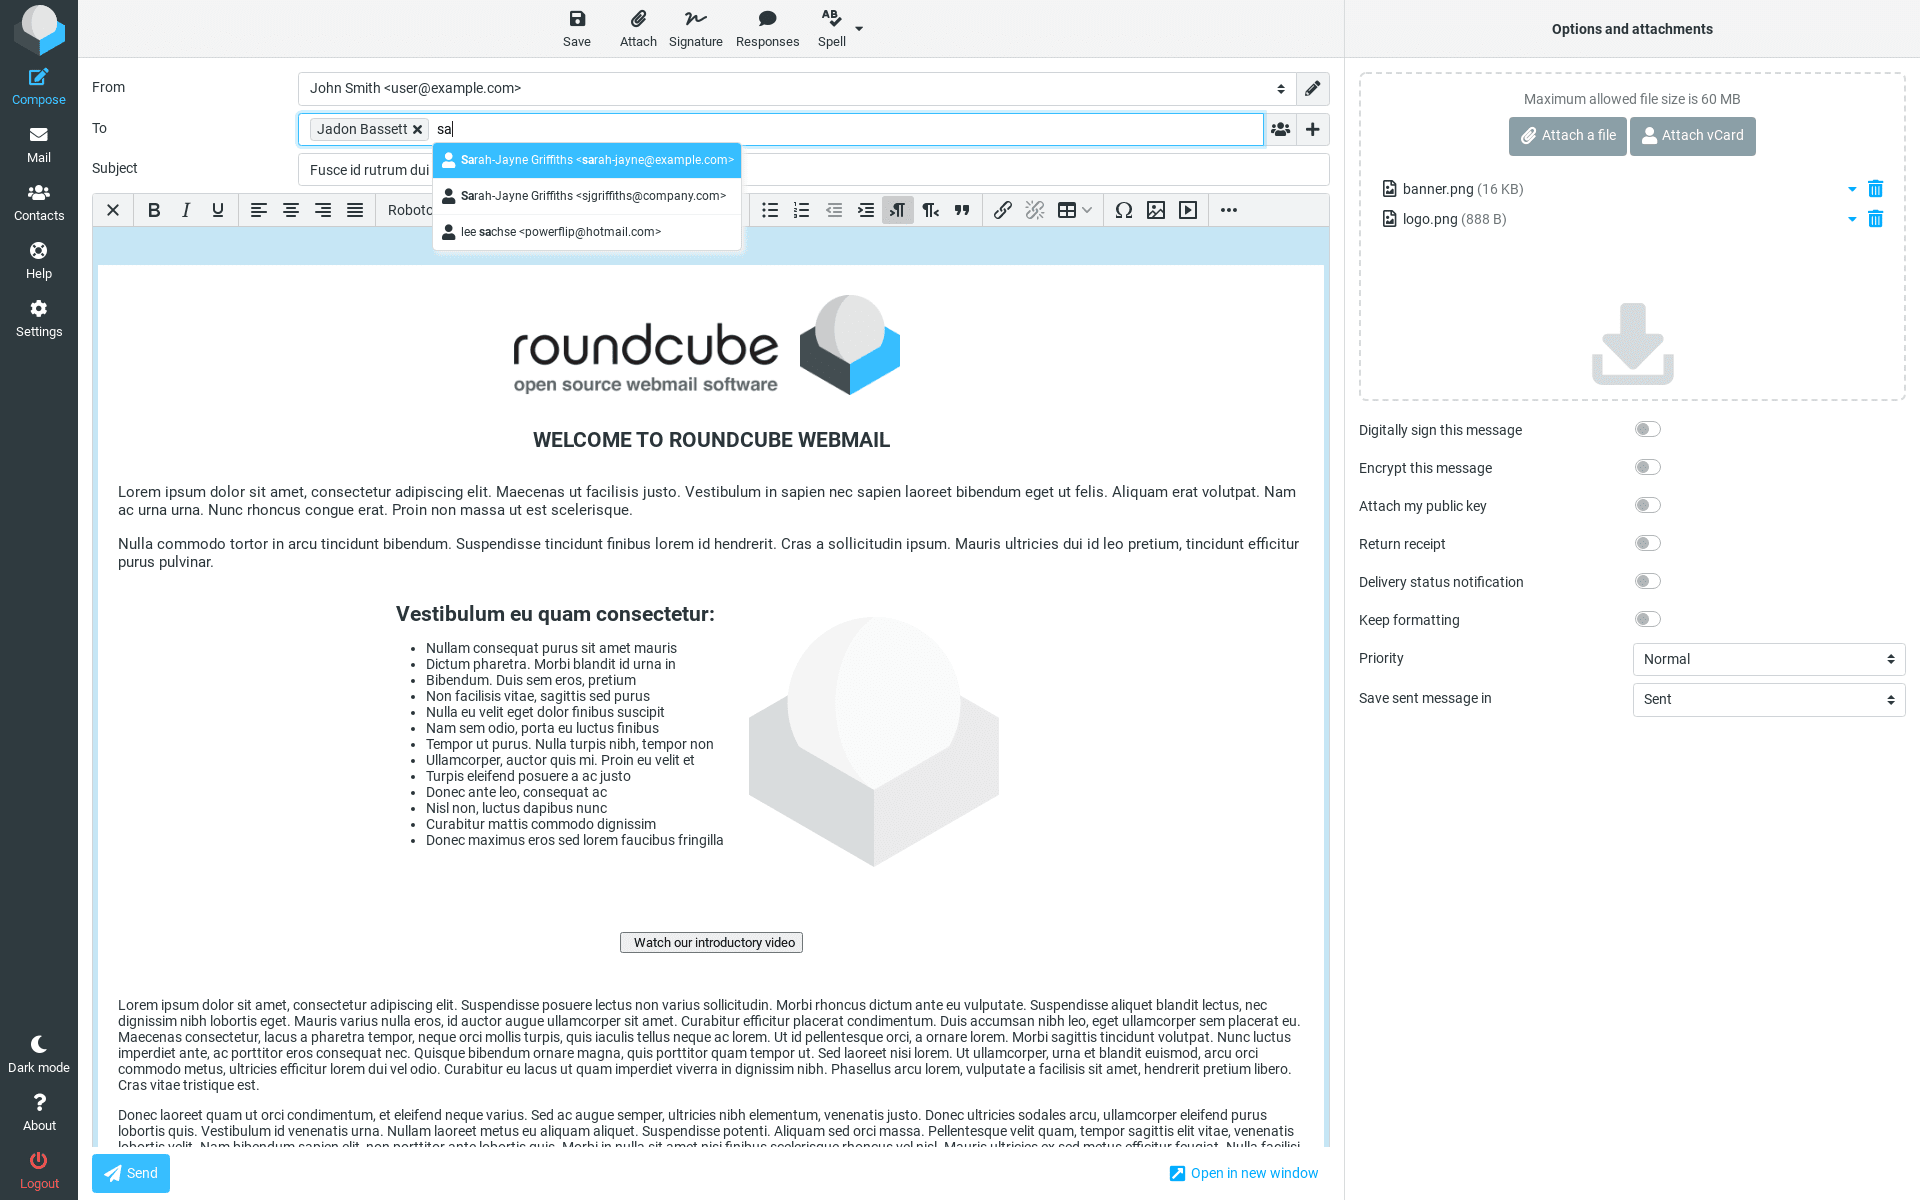 Compose
Mail
Contacts
Help
Settings
Dark mode
About
Logout
Save
Attach
Signature
Responses
Spell
From
John Smith <user@example.com>
To
Jadon Bassett
sa
Subject
Fusce id rutrum dui
Sarah-Jayne Griffiths <sarah-jayne@example.com>
Sarah-Jayne Griffiths <sjgriffiths@company.com>
lee sachse <powerflip@hotmail.com>
Roboto
roundcube
open source webmail software
WELCOME TO ROUNDCUBE WEBMAIL
Lorem ipsum dolor sit amet, consectetur adipiscing elit. Maecenas ut facilisis justo. Vestibulum in sapien nec sapien laoreet bibendum eget ut felis. Aliquam erat volutpat. Nam
ac urna urna. Nunc rhoncus congue erat. Proin non massa ut est scelerisque.
Nulla commodo tortor in arcu tincidunt bibendum. Suspendisse tincidunt finibus lorem id hendrerit. Cras a sollicitudin ipsum. Mauris ultricies dui id leo pretium, tincidunt efficitur
purus pulvinar.
Vestibulum eu quam consectetur:
• Nullam consequat purus sit amet mauris
• Dictum pharetra. Morbi blandit id urna in
• Bibendum. Duis sem eros, pretium
• Non facilisis vitae, sagittis sed purus
• Nulla eu velit eget dolor finibus suscipit
• Nam sem odio, porta eu luctus finibus
• Tempor ut purus. Nulla turpis nibh, tempor non
• Ullamcorper, auctor quis mi. Proin eu velit et
• Turpis eleifend posuere a ac justo
• Donec ante leo, consequat ac
• Nisl non, luctus dapibus nunc
• Curabitur mattis commodo dignissim
• Donec maximus eros sed lorem faucibus fringilla
Watch our introductory video
Lorem ipsum dolor sit amet, consectetur adipiscing elit. Suspendisse posuere lectus non varius sollicitudin. Morbi rhoncus dictum ante eu vulputate. Suspendisse aliquet blandit lectus, nec
dignissim nibh lobortis eget. Mauris varius nulla eros, id auctor augue ullamcorper sit amet. Curabitur efficitur placerat condimentum. Duis accumsan nibh leo, eget ullamcorper sem placerat eu.
Maecenas consectetur, lacus a pharetra tempor, neque orci mollis turpis, quis iaculis tellus neque ac lorem. Ut id pellentesque orci, a ornare lorem. Morbi sagittis tincidunt volutpat. Nunc luctus
imperdiet ante, ac porttitor eros consequat nec. Quisque bibendum ornare magna, quis porttitor quam tempor ut. Sed laoreet nisi lorem. Ut ullamcorper, urna et blandit euismod, arcu orci
commodo metus, ultricies efficitur lorem dui vel odio. Curabitur eu lacus ut quam imperdiet viverra in dignissim nibh. Phasellus arcu lorem, vulputate a facilisis sit amet, hendrerit pretium libero.
Cras vitae tristique est.
Donec laoreet quam ut orci condimentum, et eleifend neque varius. Sed ac augue semper, ultricies nibh elementum, venenatis justo. Donec ultricies sodales arcu, ullamcorper eleifend purus
lobortis quis. Vestibulum id venenatis urna. Nullam laoreet metus eu aliquam aliquet. Suspendisse potenti. Aliquam sed orci massa. Pellentesque velit quam, tempor sagittis elit vitae, venenatis
Send
Open in new window
Options and attachments
Maximum allowed file size is 60 MB
Attach a file
Attach vCard
banner.png (16 KB)
logo.png (888 B)
Digitally sign this message
Encrypt this message
Attach my public key
Return receipt
Delivery status notification
Keep formatting
Priority
Normal
Save sent message in
Sent